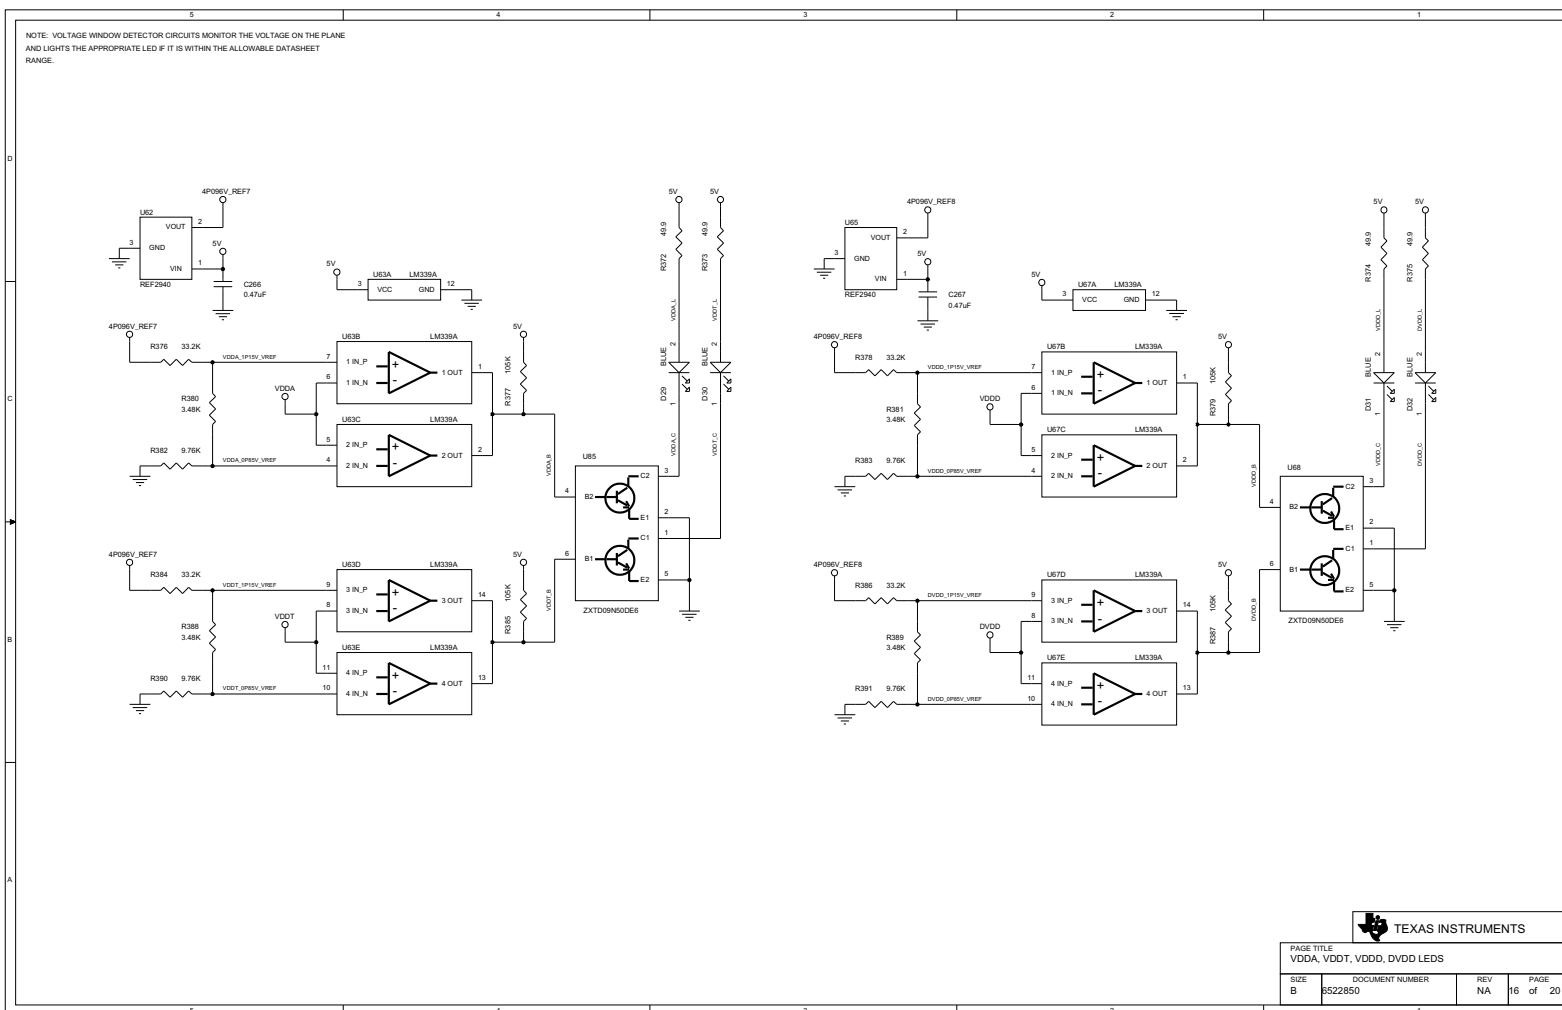 5 4 3 2 1
NOTE: VOLTAGE WINDOW DETECTOR CIRCUITS MONITOR THE VOLTAGE ON THE PLANE
AND LIGHTS THE APPROPRIATE LED IF IT IS WITHIN THE ALLOWABLE DATASHEET
RANGE.
D
C
B
A
4P096V_REF7
U62
VOUT 2
3 GND
5V
VIN 1
REF2940
C266
0.47uF
5V
U63A LM339A
3 VCC GND 12
4P096V_REF7
R376 33.2K
VDDA_1P15V_VREF
R380
3.48K
VDDA
R382 9.76K
VDDA_0P85V_VREF
U63B LM339A
7 1 IN_P
6 1 IN_N
+
-
1 OUT 1
U63C LM339A
5 2 IN_P
4 2 IN_N
+
-
2 OUT 2
5V
R377 105K
VDDA_B
4P096V_REF7
R384 33.2K
VDDT_1P15V_VREF
R388
3.48K
VDDT
R390 9.76K
VDDT_0P85V_VREF
U63D LM339A
9 3 IN_P
8 3 IN_N
+
-
3 OUT 14
U63E LM339A
11 4 IN_P
10 4 IN_N
+
-
4 OUT 13
5V
R385 105K
VDDT_B
5V 5V
R372 49.9
R373 49.9
VDDA_L
VDDT_L
2 BLUE D29 1
2 BLUE D30 1
VDDA_C
VDDT_C
U85
4 B2
C2 3
E1 2
C1 1
6 B1
E2 5
ZXTD09N50DE6
4P096V_REF8
U65
VOUT 2
3 GND
5V
VIN 1
REF2940
C267
0.47uF
5V
U67A LM339A
3 VCC GND 12
4P096V_REF8
R378 33.2K
VDDD_1P15V_VREF
R381
3.48K
VDDD
R383 9.76K
VDDD_0P85V_VREF
U67B LM339A
7 1 IN_P
6 1 IN_N
+
-
1 OUT 1
U67C LM339A
5 2 IN_P
4 2 IN_N
+
-
2 OUT 2
5V
R379 105K
VDDD_B
4P096V_REF8
R386 33.2K
DVDD_1P15V_VREF
R389
3.48K
DVDD
R391 9.76K
DVDD_0P85V_VREF
U67D LM339A
9 3 IN_P
8 3 IN_N
+
-
3 OUT 14
U67E LM339A
11 4 IN_P
10 4 IN_N
+
-
4 OUT 13
5V
R387 105K
DVDD_B
5V 5V
R374 49.9
R375 49.9
VDDD_L
DVDD_L
2 BLUE D31 1
2 BLUE D32 1
VDDD_C
DVDD_C
U68
4 B2
C2 3
E1 2
C1 1
6 B1
E2 5
ZXTD09N50DE6
TEXAS INSTRUMENTS
PAGE TITLE
VDDA, VDDT, VDDD, DVDD LEDS
SIZE DOCUMENT NUMBER REV PAGE
B 6522850 NA 16 of 20